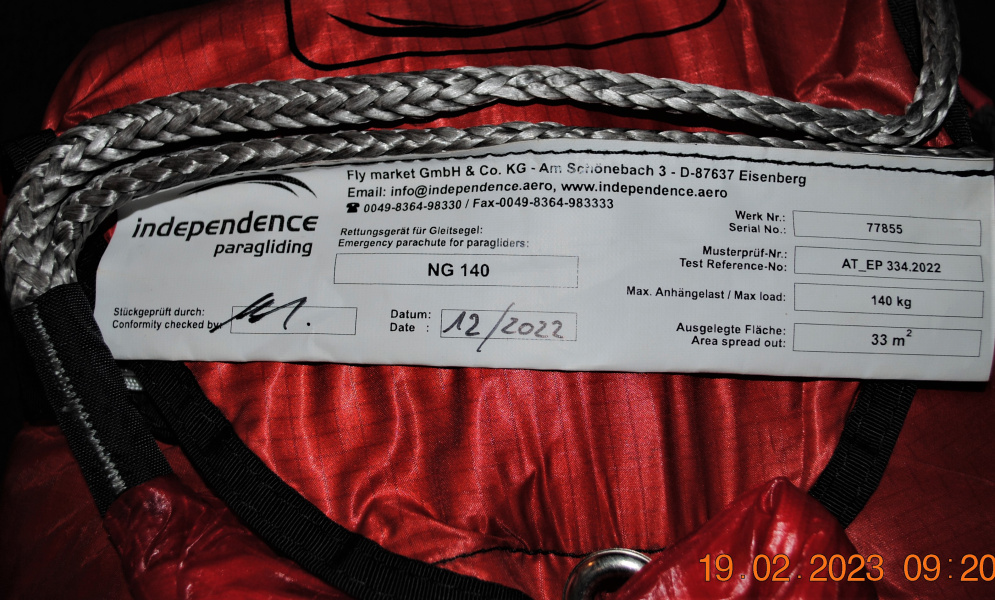 Fly market GmbH & Co. KG - Am Schönebach 3 - D-87637 Eisenberg
Email: info@independence.aero, www.independence.aero
☎ 0049-8364-98330 / Fax-0049-8364-983333
independence
paragliding
Rettungsgerät für Gleitsegel:
Emergency parachute for paragliders:
NG 140
Stückgeprüft durch:
Conformity checked by:
Datum:
Date :
12/2022
Werk Nr.:
Serial No.:
77855
Musterprüf-Nr.:
Test Reference-No:
AT_EP 334.2022
Max. Anhängelast / Max load:
140 kg
Ausgelegte Fläche:
Area spread out:
33 m²
19.02.2023 09:20